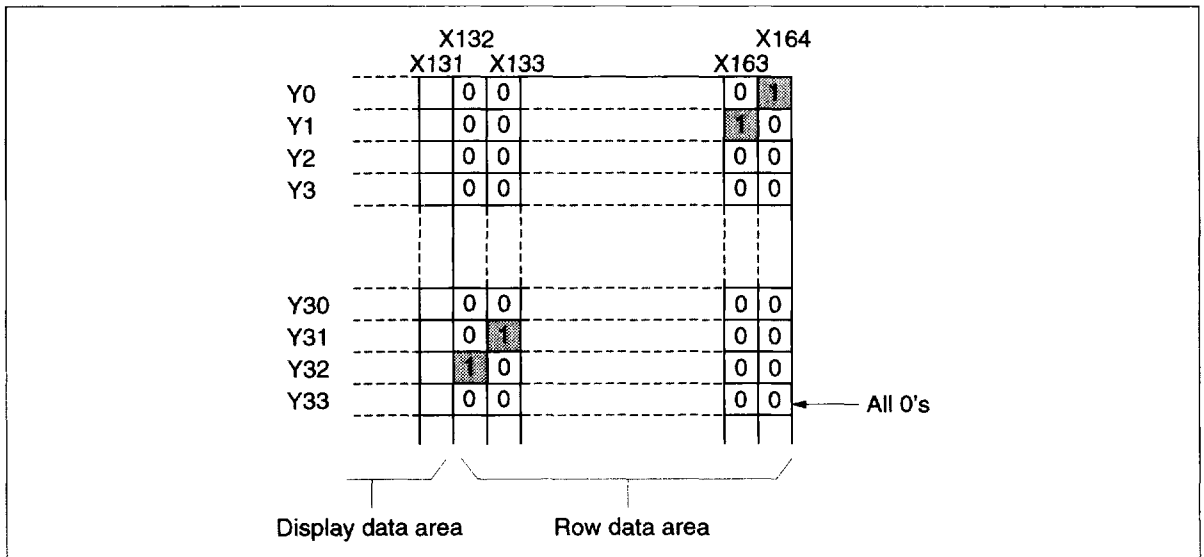 X132 X164
X131 X133 X163
Y0 0 0 0 1
Y1 0 0 1 0
Y2 0 0 0 0
Y3 0 0 0 0
Y30 0 0 0 0
Y31 0 1 0 0
Y32 1 0 0 0
Y33 0 0 0 0 All 0's
Display data area Row data area